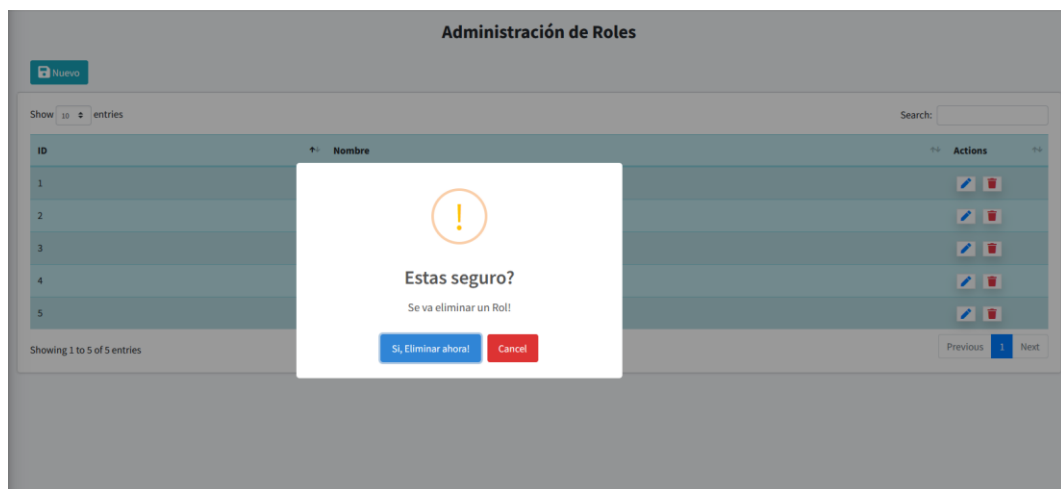 Administración de Roles
Nuevo
Show 10 entries
Search:
ID Nombre Actions
1
2
3
4
5
!
Estas seguro?
Se va eliminar un Rol!
Si, Eliminar ahora! Cancel
Showing 1 to 5 of 5 entries
Previous 1 Next